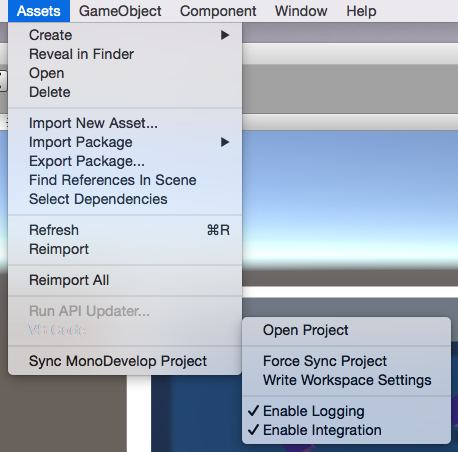 Assets GameObject Component Window Help
Create
Reveal in Finder
Open
Delete
Import New Asset...
Import Package
Export Package...
Find References In Scene
Select Dependencies
Refresh ⌘R
Reimport
Reimport All
Run API Updater...
VS Code
Sync MonoDevelop Project
Open Project
Force Sync Project
Write Workspace Settings
✓ Enable Logging
✓ Enable Integration